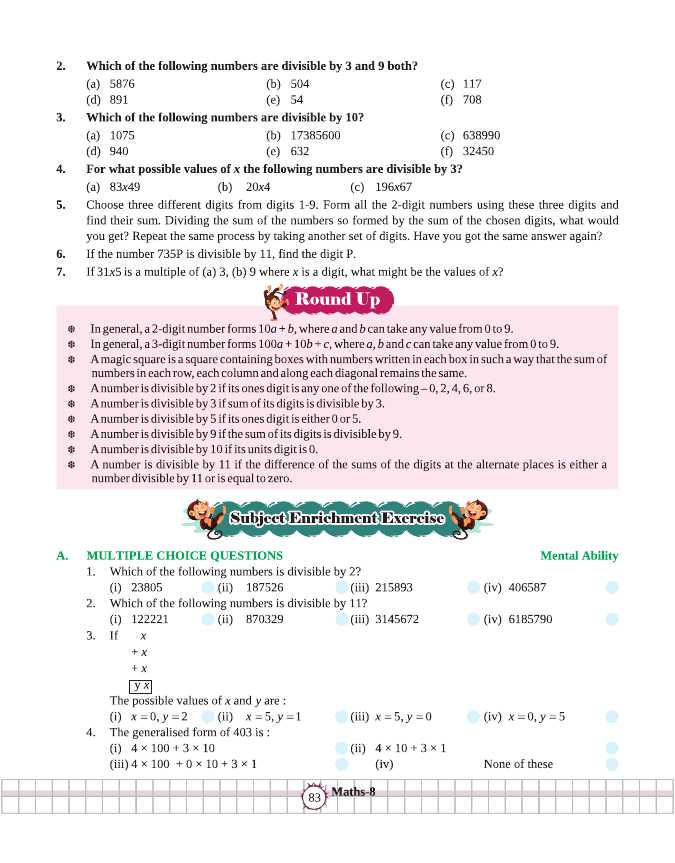 2. Which of the following numbers are divisible by 3 and 9 both?
(a) 5876 (b) 504 (c) 117
(d) 891 (e) 54 (f) 708
3. Which of the following numbers are divisible by 10?
(a) 1075 (b) 17385600 (c) 638990
(d) 940 (e) 632 (f) 32450
4. For what possible values of x the following numbers are divisible by 3?
(a) 83x49 (b) 20x4 (c) 196x67
5. Choose three different digits from digits 1-9. Form all the 2-digit numbers using these three digits and
find their sum. Dividing the sum of the numbers so formed by the sum of the chosen digits, what would
you get? Repeat the same process by taking another set of digits. Have you got the same answer again?
6. If the number 735P is divisible by 11, find the digit P.
7. If 31x5 is a multiple of (a) 3, (b) 9 where x is a digit, what might be the values of x?
Round Up
❆ In general, a 2-digit number forms 10a + b, where a and b can take any value from 0 to 9.
❆ In general, a 3-digit number forms 100a + 10b + c, where a, b and c can take any value from 0 to 9.
❆ A magic square is a square containing boxes with numbers written in each box in such a way that the sum of
numbers in each row, each column and along each diagonal remains the same.
❆ A number is divisible by 2 if its ones digit is any one of the following – 0, 2, 4, 6, or 8.
❆ A number is divisible by 3 if sum of its digits is divisible by 3.
❆ A number is divisible by 5 if its ones digit is either 0 or 5.
❆ A number is divisible by 9 if the sum of its digits is divisible by 9.
❆ A number is divisible by 10 if its units digit is 0.
❆ A number is divisible by 11 if the difference of the sums of the digits at the alternate places is either a
number divisible by 11 or is equal to zero.
Subject Enrichment Exercise
A. MULTIPLE CHOICE QUESTIONS Mental Ability
1. Which of the following numbers is divisible by 2?
(i) 23805 (ii) 187526 (iii) 215893 (iv) 406587
2. Which of the following numbers is divisible by 11?
(i) 122221 (ii) 870329 (iii) 3145672 (iv) 6185790
3. If x
+ x
+ x
y x
The possible values of x and y are :
(i) x = 0, y = 2 (ii) x = 5, y = 1 (iii) x = 5, y = 0 (iv) x = 0, y = 5
4. The generalised form of 403 is :
(i) 4 × 100 + 3 × 10 (ii) 4 × 10 + 3 × 1
(iii) 4 × 100 + 0 × 10 + 3 × 1 (iv) None of these
83 Maths-8